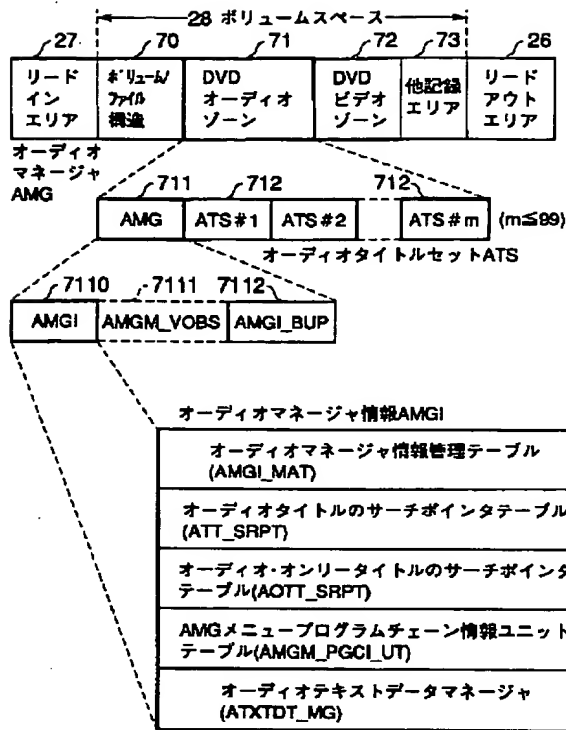 28 ボリュームスペース
27 70 71 72 73 26
リード
イン
エリア
ボリューム/
ファイル
構造
DVD
オーディオ
ゾーン
DVD
ビデオ
ゾーン
他記録
エリア
リード
アウト
エリア
オーディオ
マネージャ
AMG
711 712 712
AMG ATS#1 ATS#2 ATS#m (m≦99)
オーディオタイトルセットATS
7110 7111 7112
AMGI AMGM_VOBS AMGI_BUP
オーディオマネージャ情報AMGI
オーディオマネージャ情報管理テーブル
(AMGI_MAT)
オーディオタイトルのサーチポインタテーブル
(ATT_SRPT)
オーディオ・オンリータイトルのサーチポインタ
テーブル(AOTT_SRPT)
AMGメニュープログラムチェーン情報ユニット
テーブル(AMGM_PGCI_UT)
オーディオテキストデータマネージャ
(ATXTDT_MG)